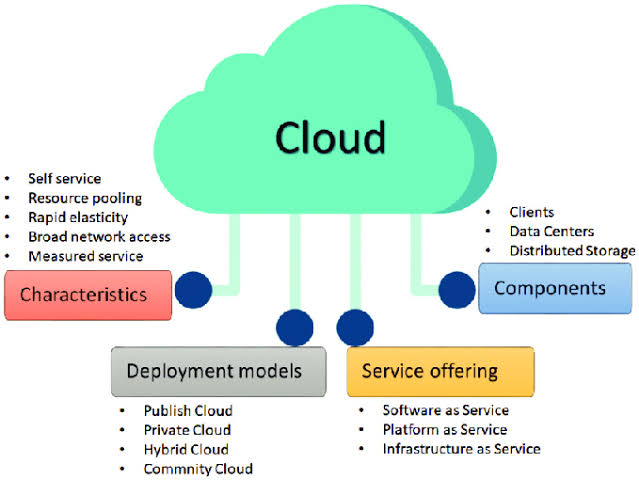 Cloud
• Self service
• Resource pooling
• Rapid elasticity
• Broad network access
• Measured service
Characteristics
• Clients
• Data Centers
• Distributed Storage
Components
Deployment models
• Publish Cloud
• Private Cloud
• Hybrid Cloud
• Commnity Cloud
Service offering
• Software as Service
• Platform as Service
• Infrastructure as Service